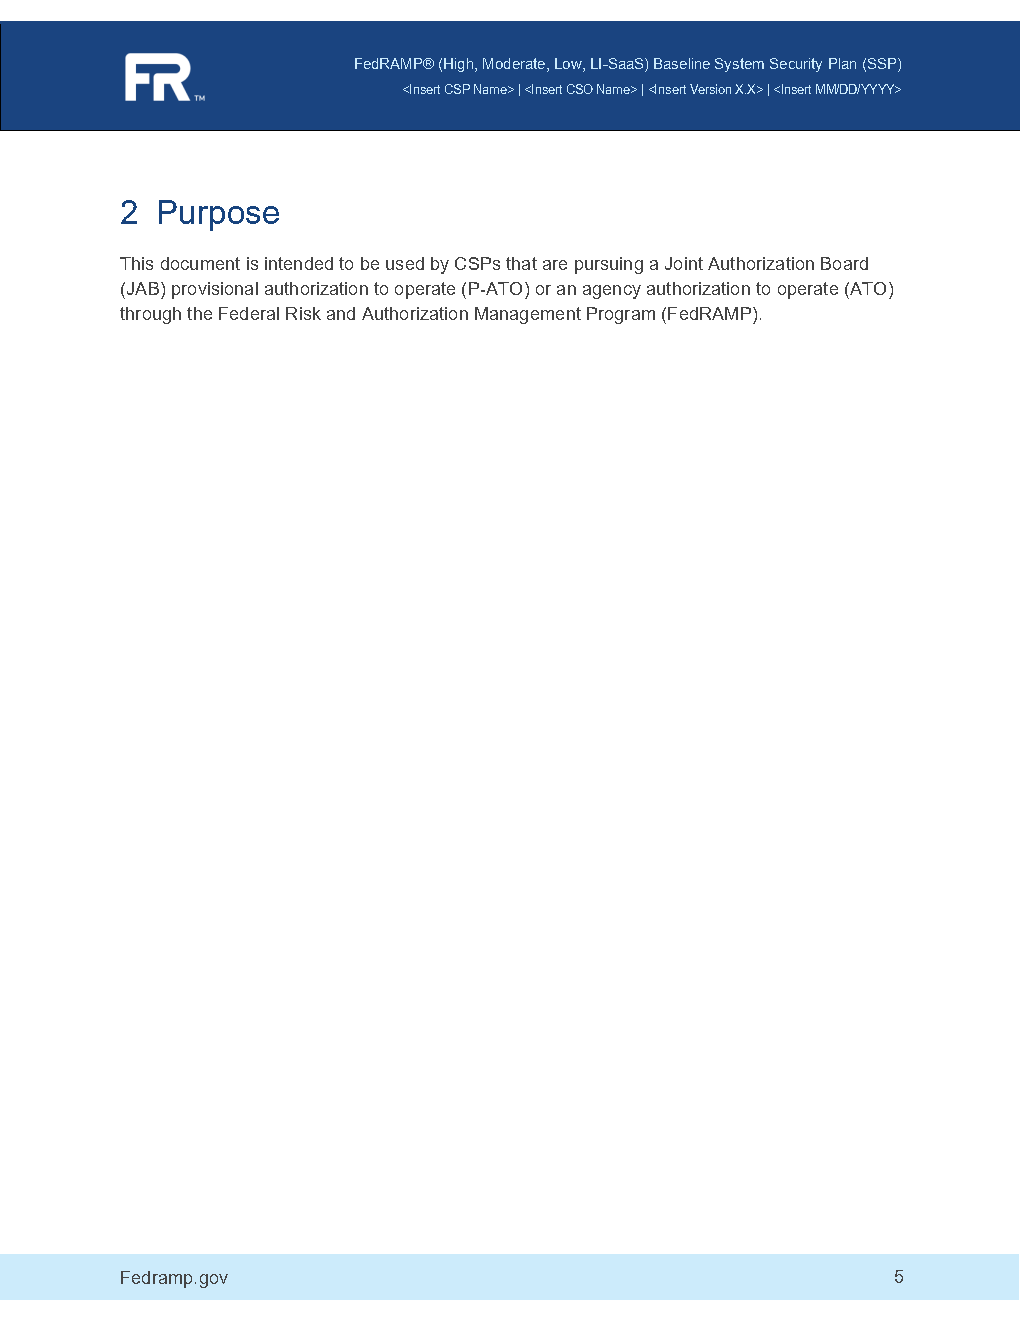 FR™
FedRAMP® (High, Moderate, Low, LI-SaaS) Baseline System Security Plan (SSP)
<Insert CSP Name> | <Insert CSO Name> | <Insert Version X.X> | <Insert MM/DD/YYYY>
2 Purpose
This document is intended to be used by CSPs that are pursuing a Joint Authorization Board
(JAB) provisional authorization to operate (P-ATO) or an agency authorization to operate (ATO)
through the Federal Risk and Authorization Management Program (FedRAMP).
Fedramp.gov 5